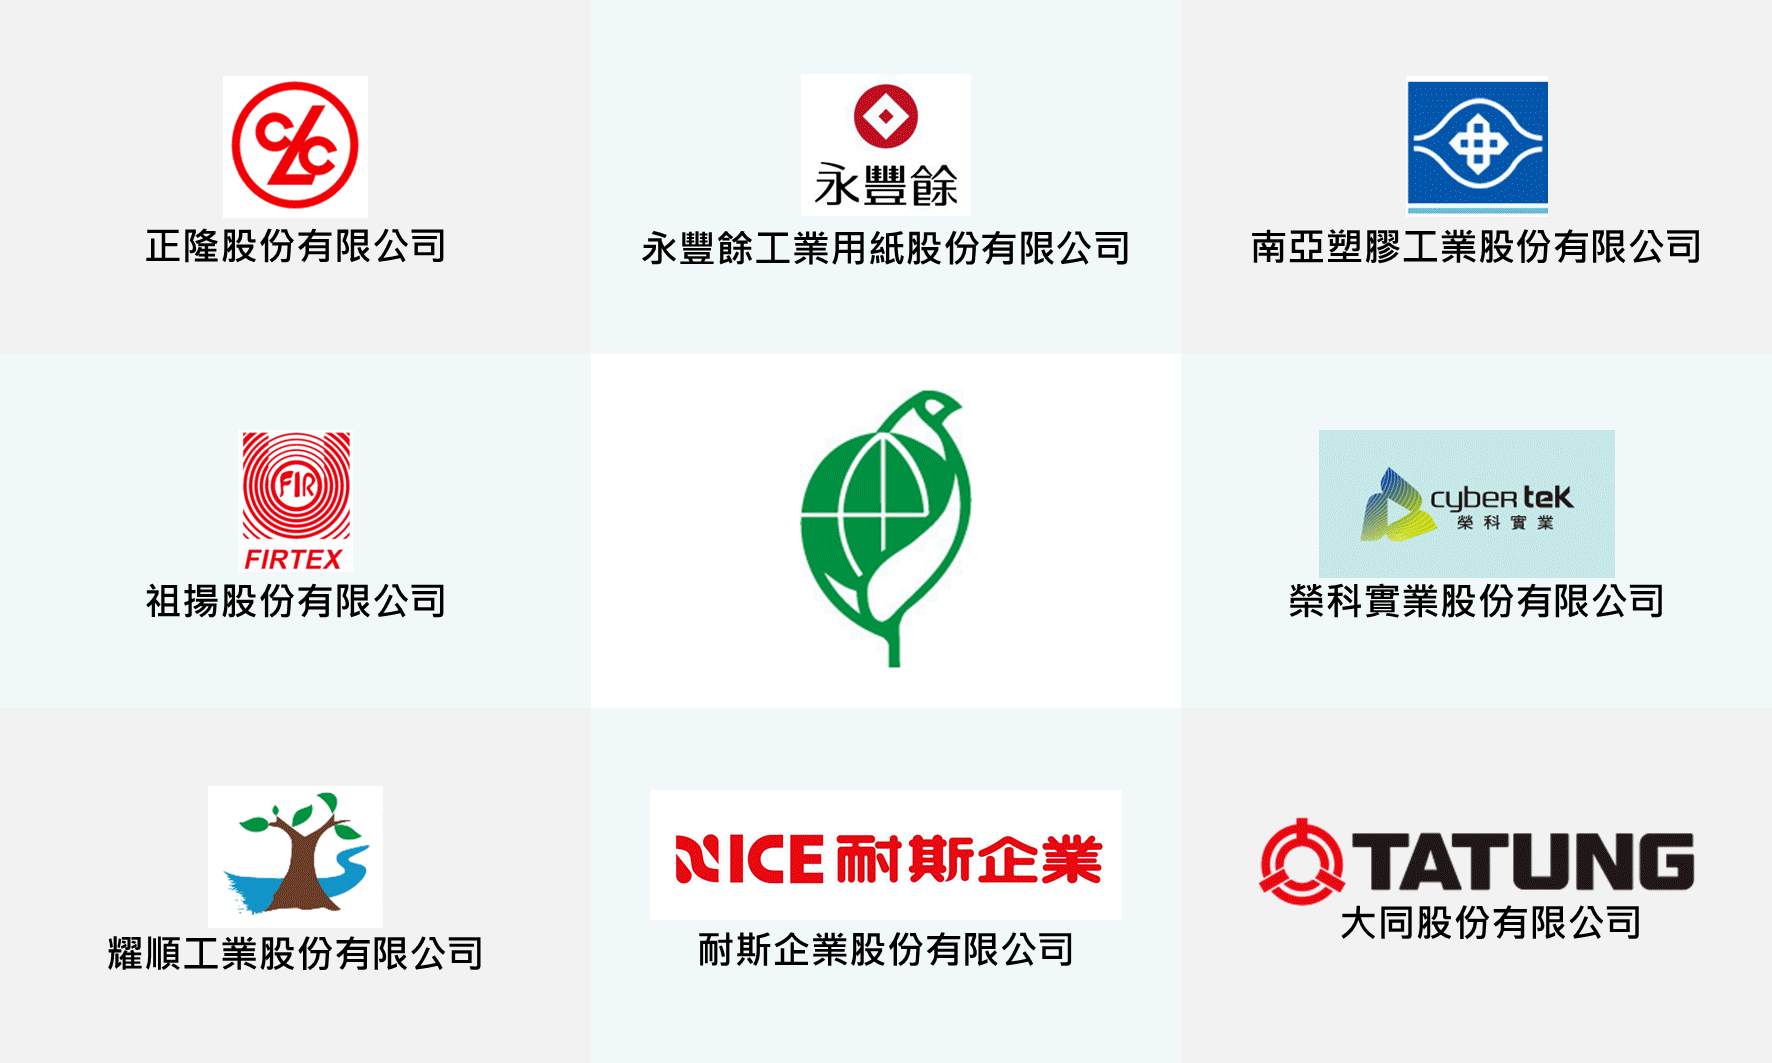 CLC
正隆股份有限公司
永豐餘
永豐餘工業用紙股份有限公司
南亞塑膠工業股份有限公司
FIR
FIRTEX
祖揚股份有限公司
cyber tek
榮科實業
榮科實業股份有限公司
耀順工業股份有限公司
NICE 耐斯企業
耐斯企業股份有限公司
TATUNG
大同股份有限公司